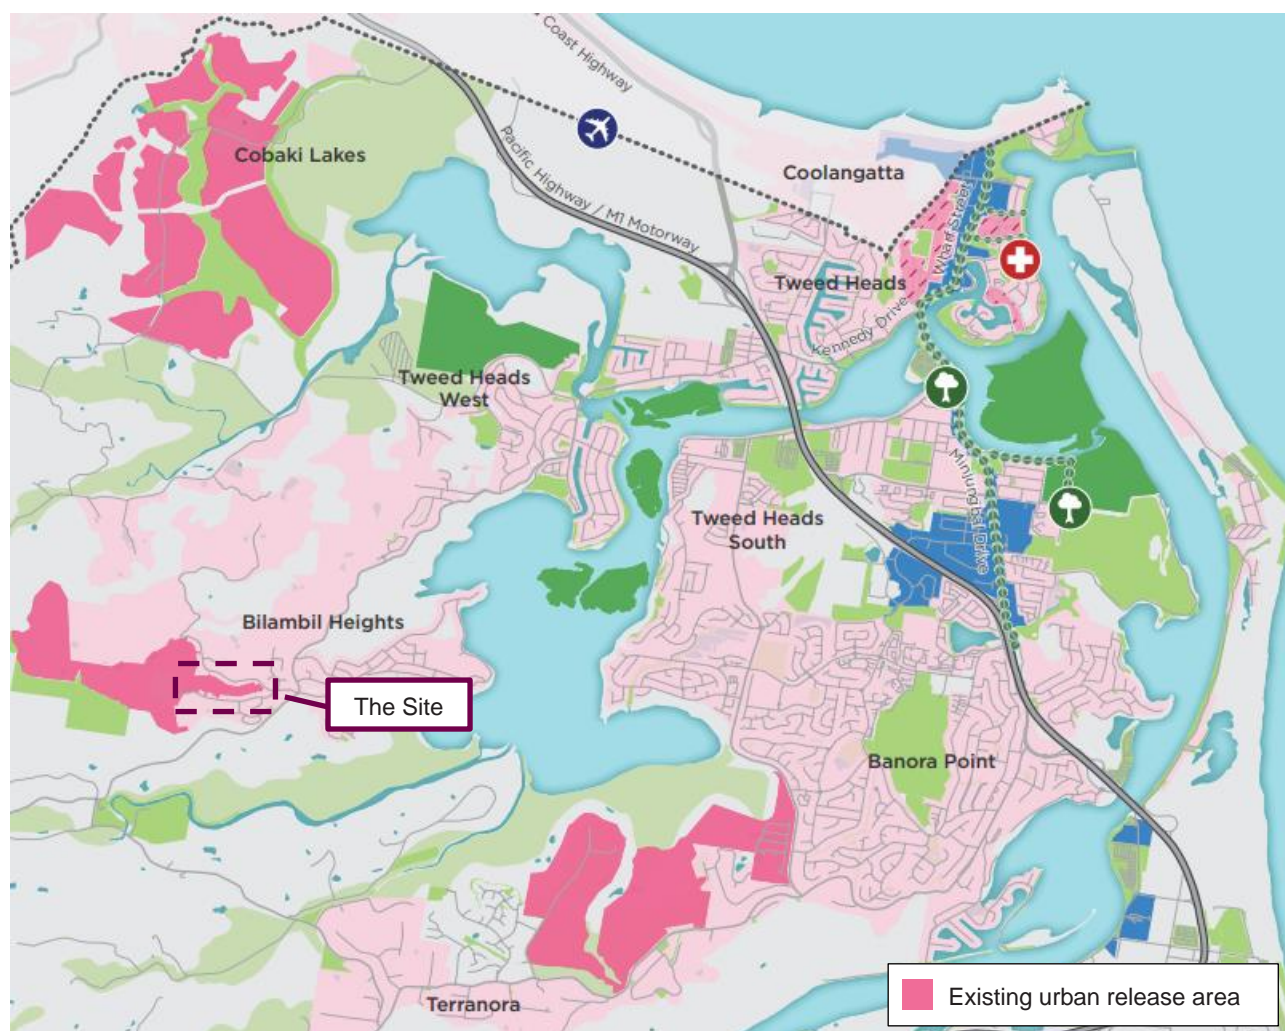 Coast Highway
Pacific Highway / M1 Motorway
Cobaki Lakes
Coolangatta
Wharf Street
Tweed Heads
Kennedy Drive
Tweed Heads
West
Minjungbal Drive
Tweed Heads
South
Bilambil Heights
The Site
Banora Point
Terranora
Existing urban release area